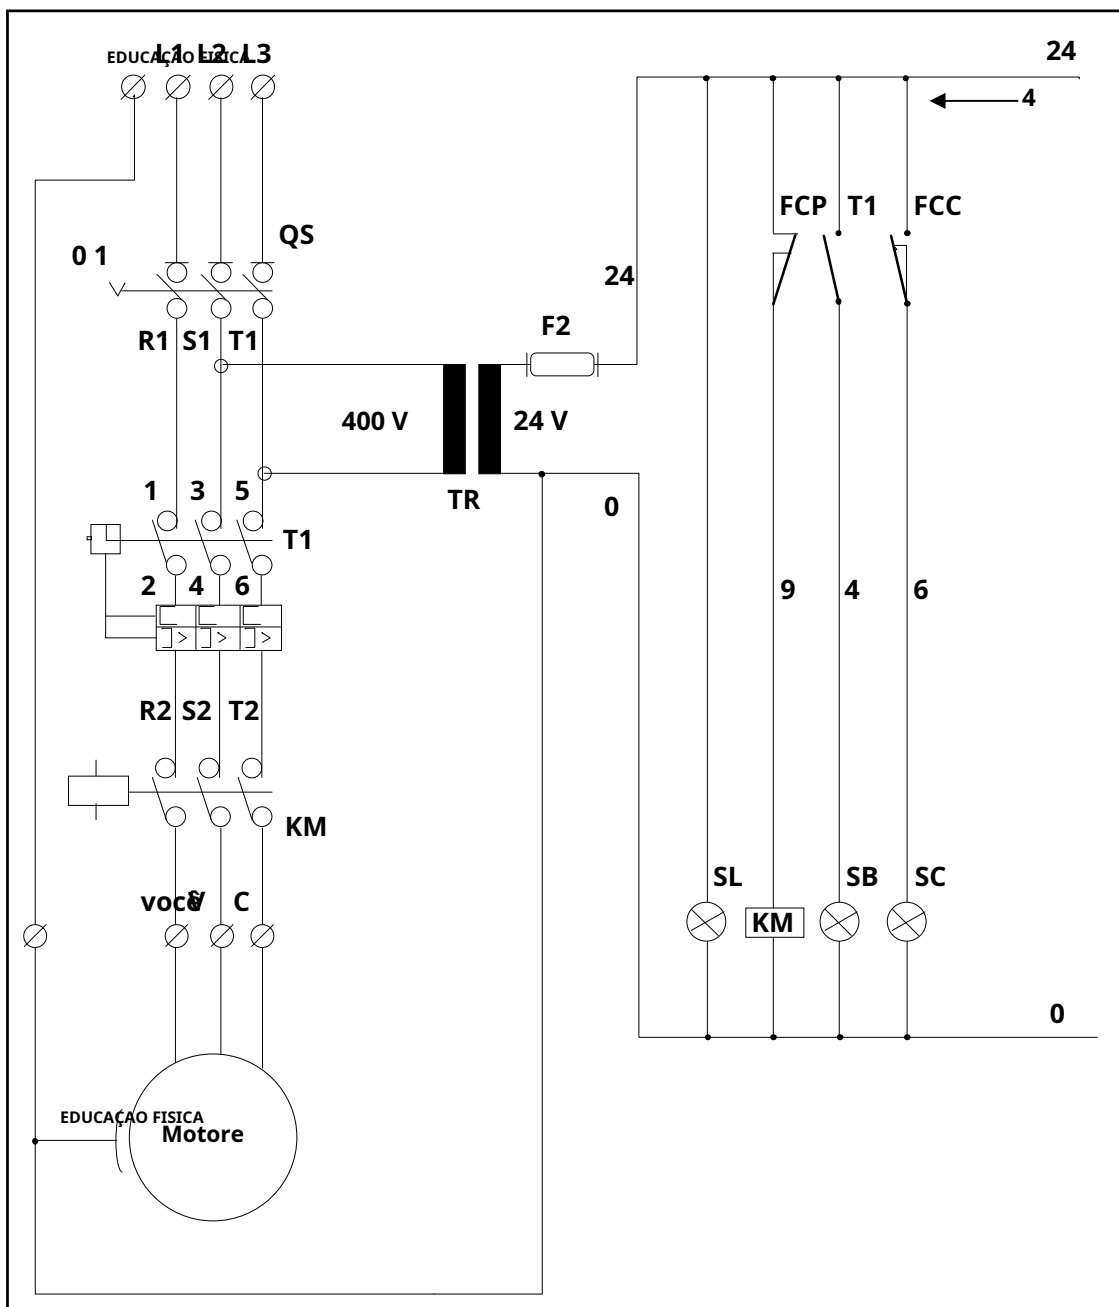 EDUCAÇÃO FISICA L1 L2 L3
24
4
FCP T1 FCC
QS
0 1
24
F2
R1 S1 T1
400 V 24 V
TR
0
1 3 5
T1
2 4 6
9 4 6
R2 S2 T2
KM
SL SB SC
você V C
KM
0
EDUCAÇAO FISICA
Motore